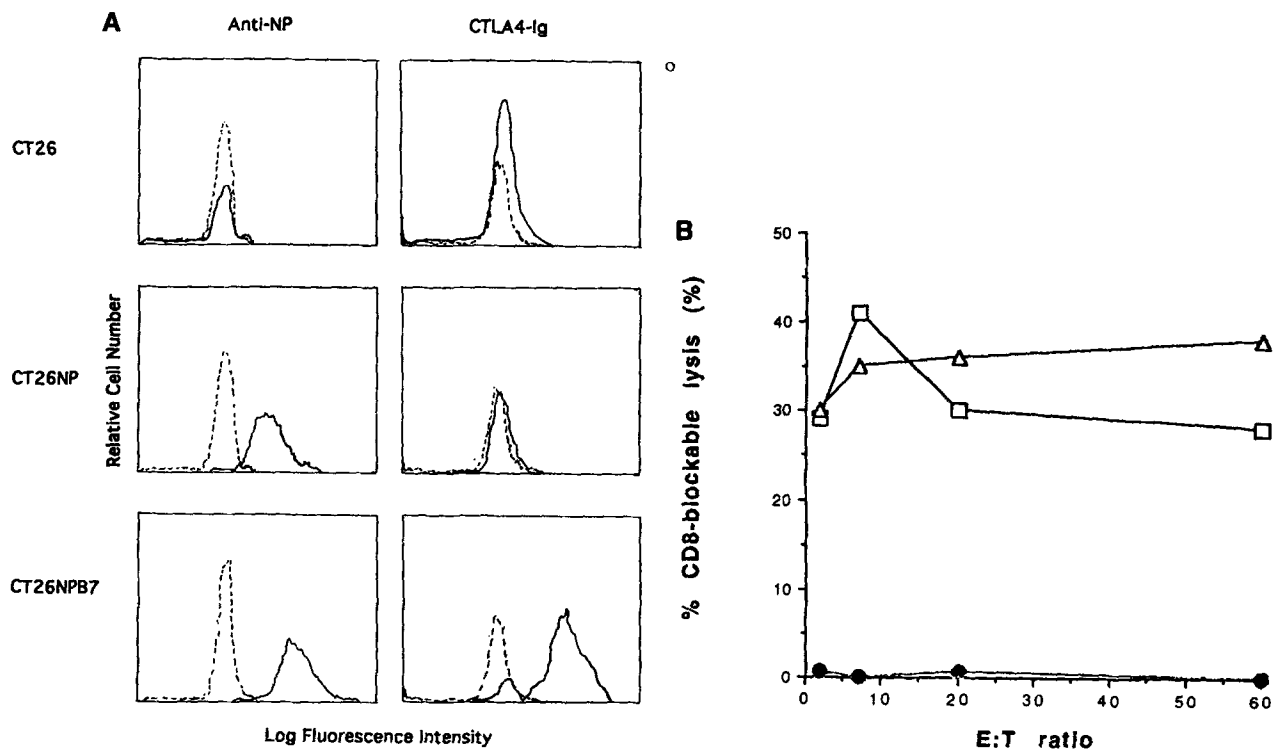 A
Anti-NP
CTLA4-Ig
CT26
CT26NP
CT26NPB7
Relative Cell Number
Log Fluorescence Intensity
B
% CD8-blockable lysis (%)
50
40
30
20
10
0
0 10 20 30 40 50 60
E:T ratio